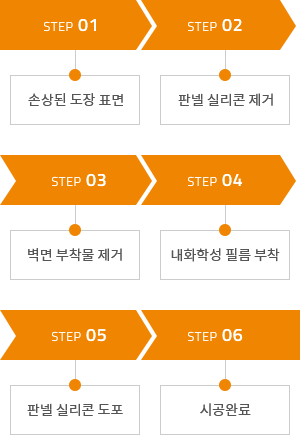 STEP 01
STEP 02
손상된 도장 표면
판넬 실리콘 제거
STEP 03
STEP 04
벽면 부착물 제거
내화학성 필름 부착
STEP 05
STEP 06
판넬 실리콘 도포
시공완료